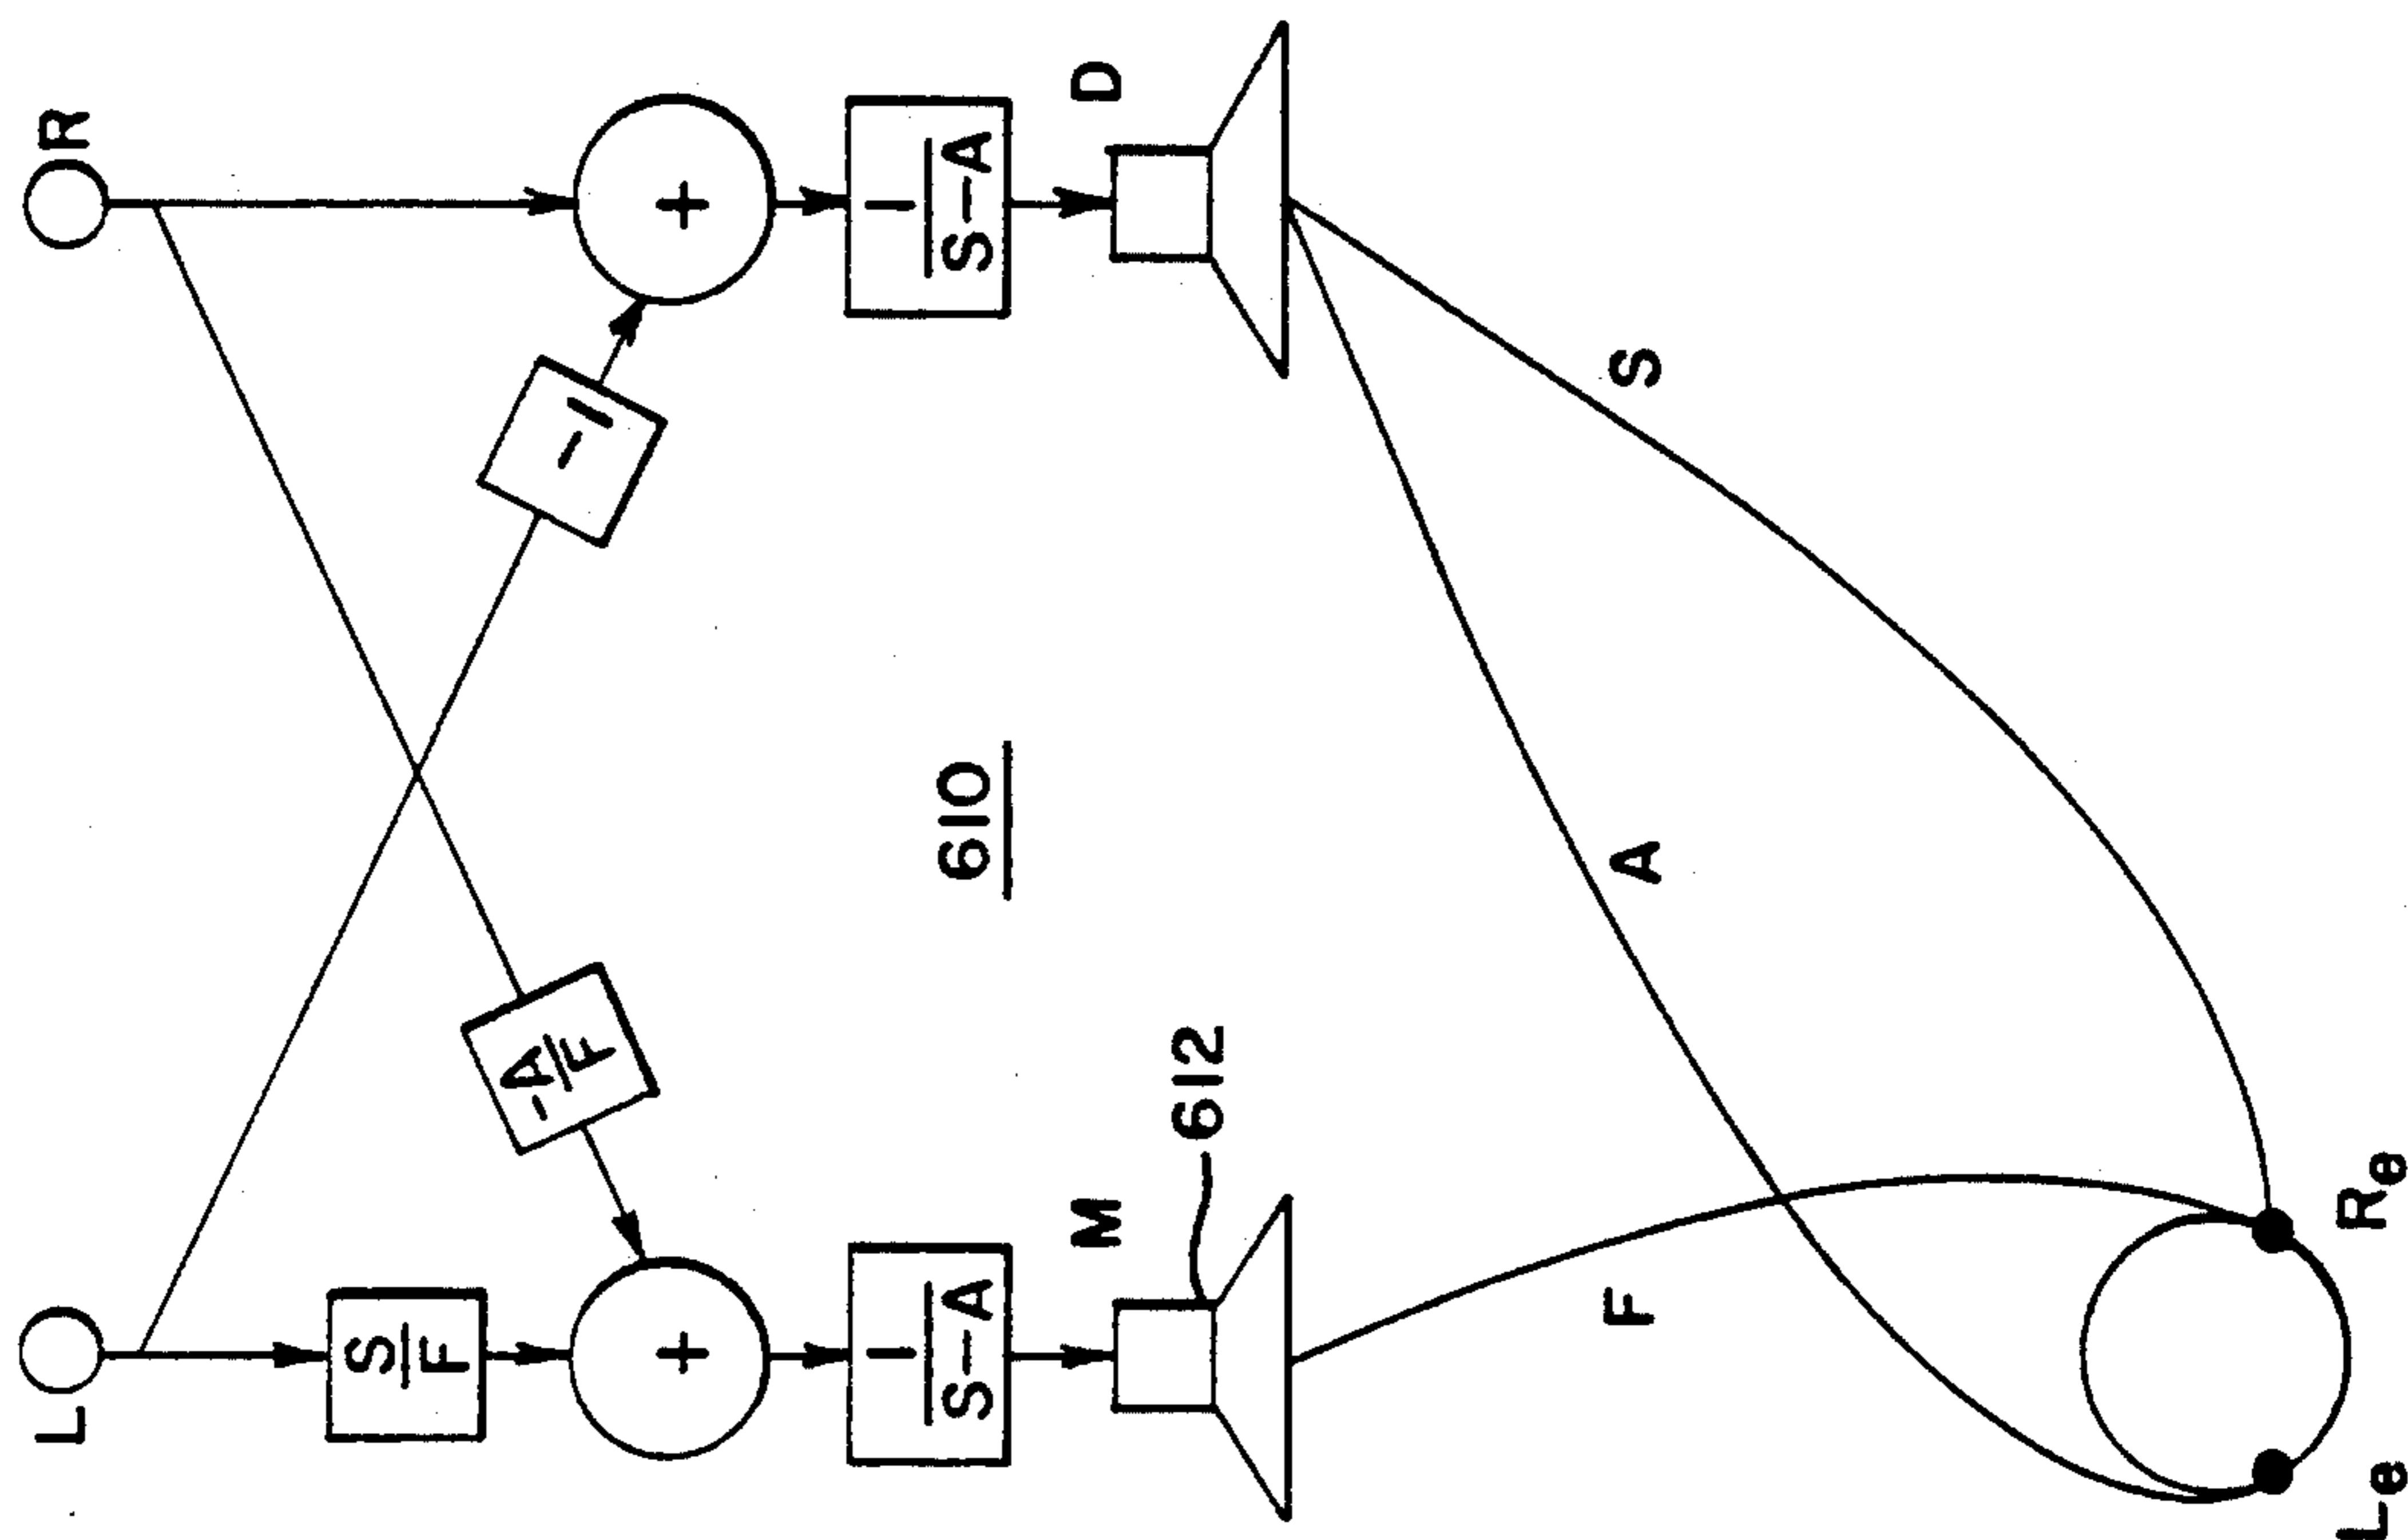 L
R
S/F
-A/F
-1
+
+
1/S-A
1/S-A
M
D
612
610
F
A
S
Le
Re